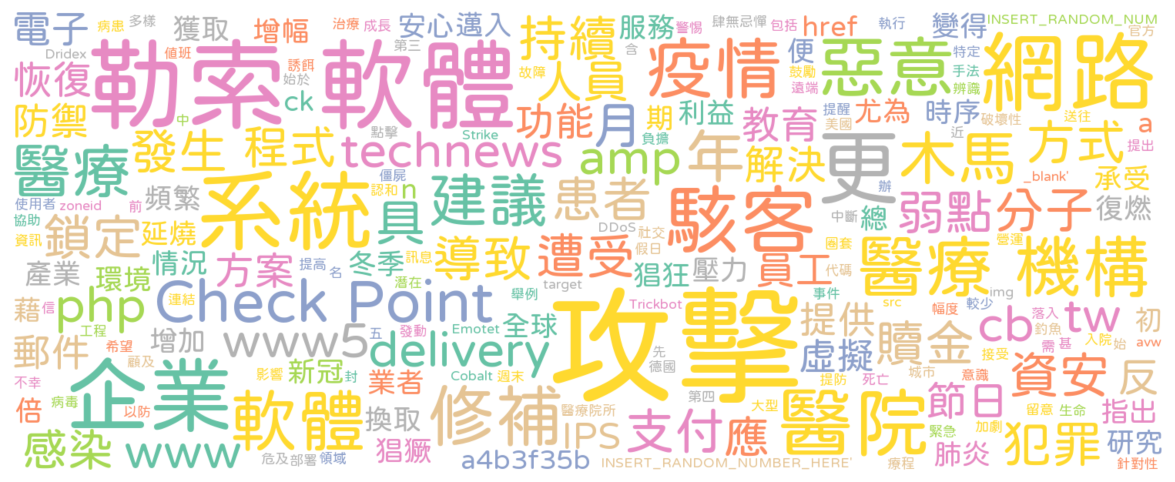 電子 病患 多樣 獲取 增幅 治療 成長 安心邁入 持續 服務 警惕 肆無忌憚 包括 href 執行 變得 INSERT_RANDOM_NUM
Dridex 值班 第三 含 官方
恢復 勒索 軟體 誘餌 始於 故障 人員 疫情 便 鼓勵 遠端 惡意 特定 手法 辨識 網路
防禦 中 ck 功能 月 期 利益 教育 提醒 尤為 時序 破壞性 送往
發生 程式 點擊 Strike 負擔 美國 近 a 提出
醫療 technews amp 年 解決 更 木馬 方式
使用者 zoneid 前 頻繁 系統 僵屍 認和 n 建議 患者 駭客 辦 _blank' 承受
協助 具 DDoS 社交 中斷 總 弱點 分子 復燃
資訊 鎖定 延燒 訊息 導致 遭受 假日 圈套 營運 醫療 機構
產業 環境 情況 方案 提高 名 冬季 潛在 猖狂 壓力 員工 代碼
藉 信 php 連結 Check Point 舉例 target 攻擊 事件 src img 幅度 較少 cb 落入 tw 初
工程 Trickbot 提供 釣魚
郵件 希望 增加 www5 五 發動 Emotet 全球 先 虛擬 贖金 需 甚 入院 始 avw
顧及 delivery 德國 城市 接受 資安 反
不幸 企業 影響 新冠 封 業者 Cobalt 週末 第四 提防 死亡 意識
倍 病毒 以防 軟體 換取 修補 醫療院所 支付 大型 醫院 節日 留意 生命 指出
感染 www 猖獗 IPS 應 緊急 加劇 犯罪 研究
危及 部署 領域 a4b3f35b INSERT_RANDOM_NUMBER_HERE' 療程 肺炎 針對性